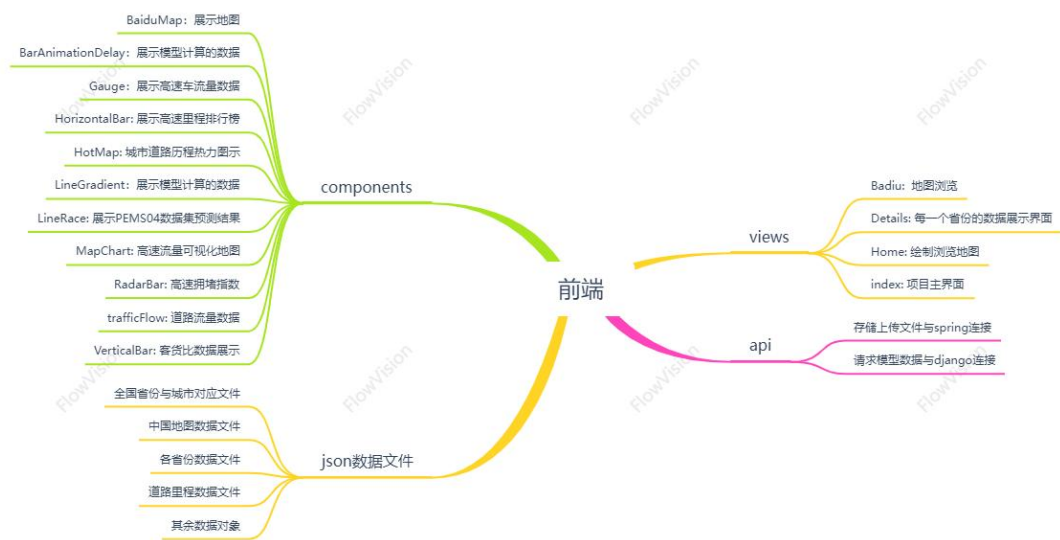 BaiduMap：展示地图
BarAnimationDelay：展示模型计算的数据
Gauge：展示高速车流量数据
HorizontalBar: 展示高速里程排行榜
HotMap: 城市道路历程热力图示
LineGradient：展示模型计算的数据
LineRace: 展示PEMS04数据集预测结果
MapChart: 高速流量可视化地图
RadarBar: 高速拥堵指数
trafficFlow: 道路流量数据
VerticalBar: 客货比数据展示
components
全国省份与城市对应文件
中国地图数据文件
各省份数据文件
道路里程数据文件
其余数据对象
json数据文件
前端
views
Badiu：地图浏览
Details: 每一个省份的数据展示界面
Home: 绘制浏览地图
index: 项目主界面
api
存储上传文件与spring连接
请求模型数据与django连接
FlowVision
FlowVision
FlowVision
FlowVision
FlowVision
FlowVision
FlowVision
FlowVision